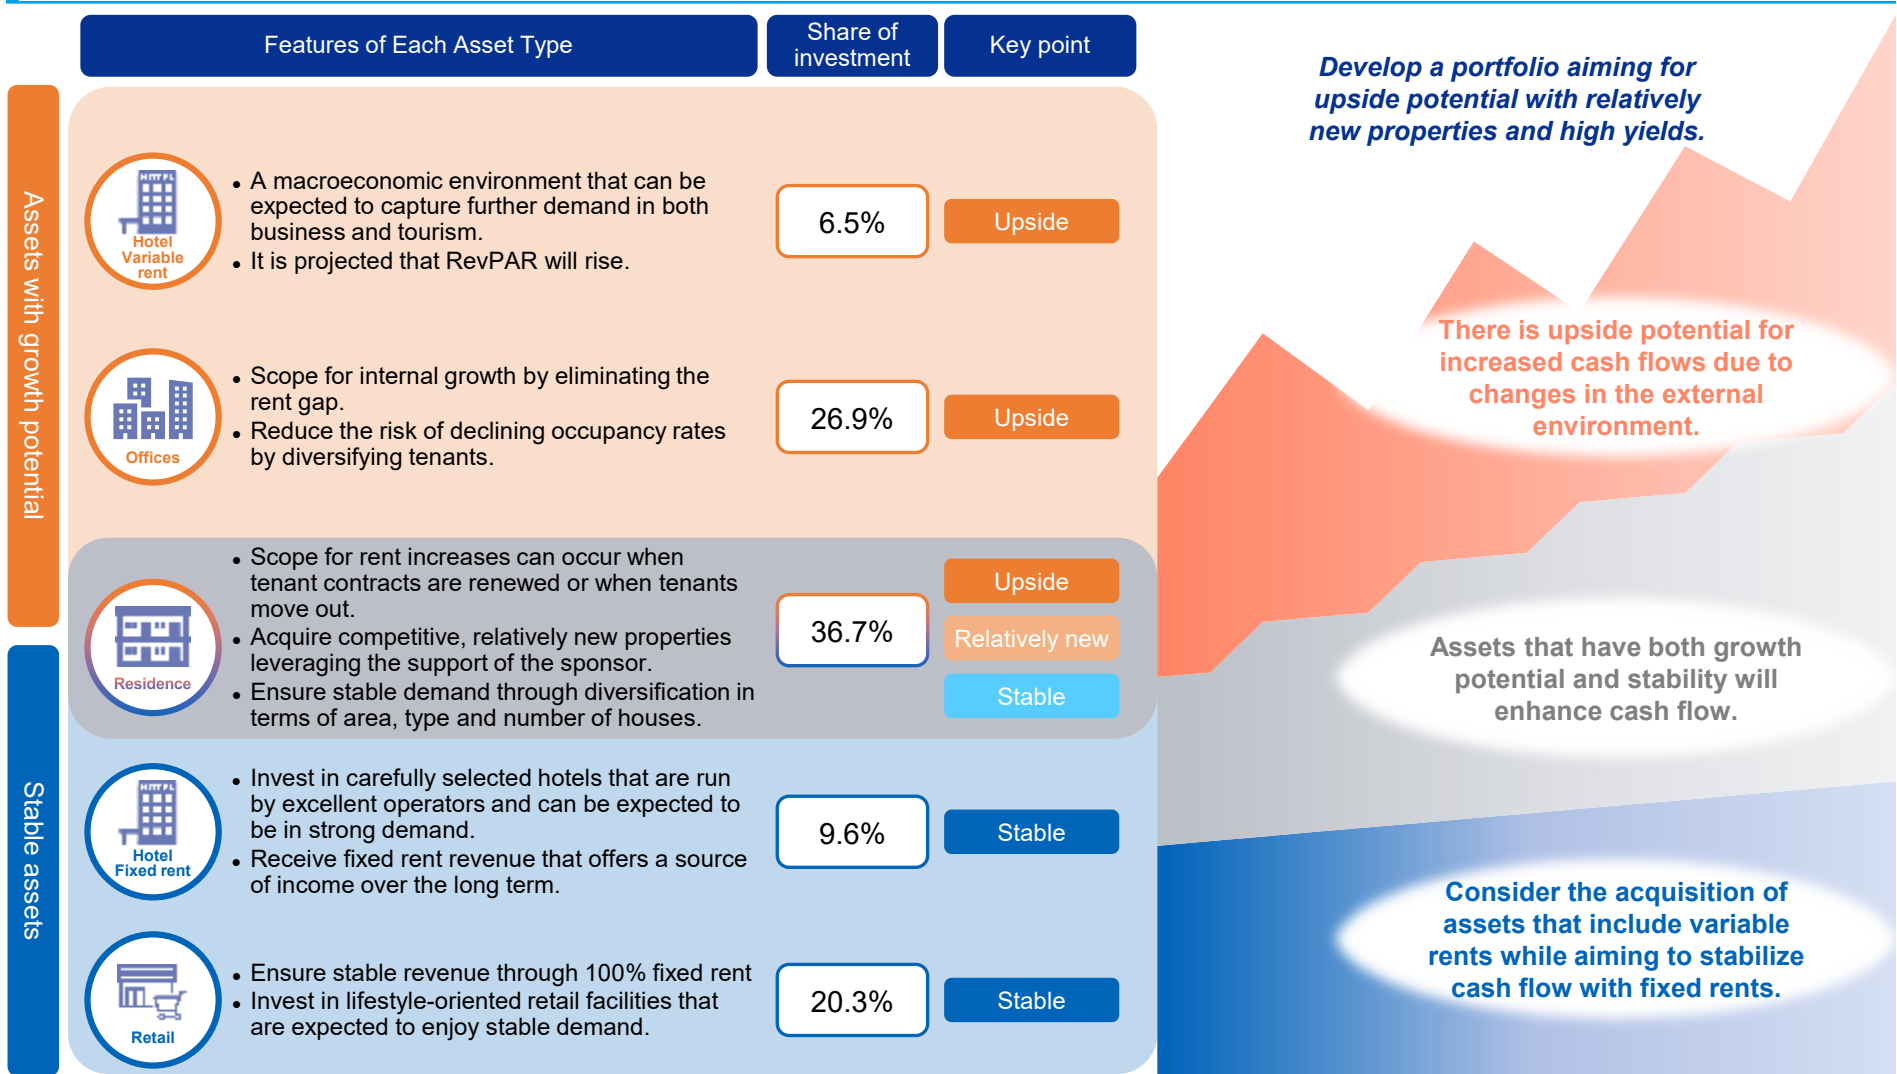 Features of Each Asset Type
Share of
investment
Key point
Develop a portfolio aiming for
upside potential with relatively
new properties and high yields.
Assets with growth potential
HOTEL
Hotel
Variable
rent
• A macroeconomic environment that can be
expected to capture further demand in both
business and tourism.
• It is projected that RevPAR will rise.
6.5%
Upside
Offices
• Scope for internal growth by eliminating the
rent gap.
• Reduce the risk of declining occupancy rates
by diversifying tenants.
26.9%
Upside
There is upside potential for
increased cash flows due to
changes in the external
environment.
Residence
• Scope for rent increases can occur when
tenant contracts are renewed or when tenants
move out.
• Acquire competitive, relatively new properties
leveraging the support of the sponsor.
• Ensure stable demand through diversification in
terms of area, type and number of houses.
36.7%
Upside
Relatively new
Stable
Assets that have both growth
potential and stability will
enhance cash flow.
Stable assets
HOTEL
Hotel
Fixed rent
• Invest in carefully selected hotels that are run
by excellent operators and can be expected to
be in strong demand.
• Receive fixed rent revenue that offers a source
of income over the long term.
9.6%
Stable
Retail
• Ensure stable revenue through 100% fixed rent
• Invest in lifestyle-oriented retail facilities that
are expected to enjoy stable demand.
20.3%
Stable
Consider the acquisition of
assets that include variable
rents while aiming to stabilize
cash flow with fixed rents.